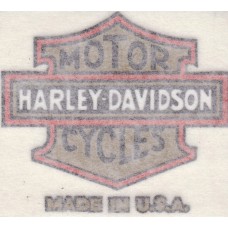 MOTOR
HARLEY-DAVIDSON
CYCLES
MADE IN U.S.A.